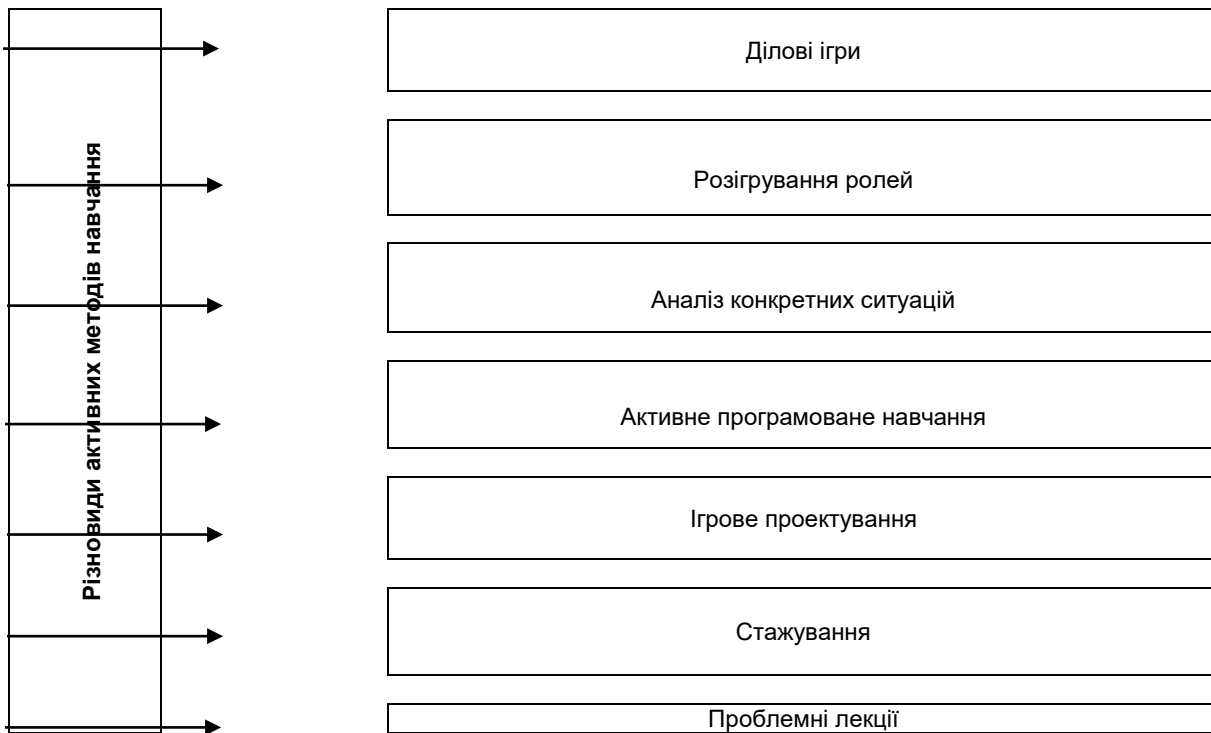 Різновиди активних методів навчання
Ділові ігри
Розігрування ролей
Аналіз конкретних ситуацій
Активне програмоване навчання
Ігрове проектування
Стажування
Проблемні лекції